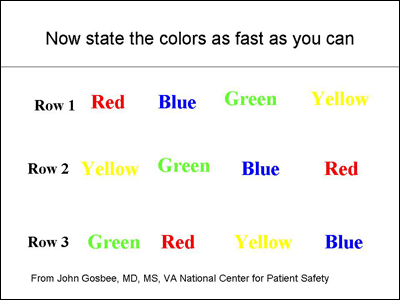 Now state the colors as fast as you can
Row 1 Red Blue Green Yellow
Row 2 Yellow Green Blue Red
Row 3 Green Red Yellow Blue
From John Gosbee, MD, MS, VA National Center for Patient Safety